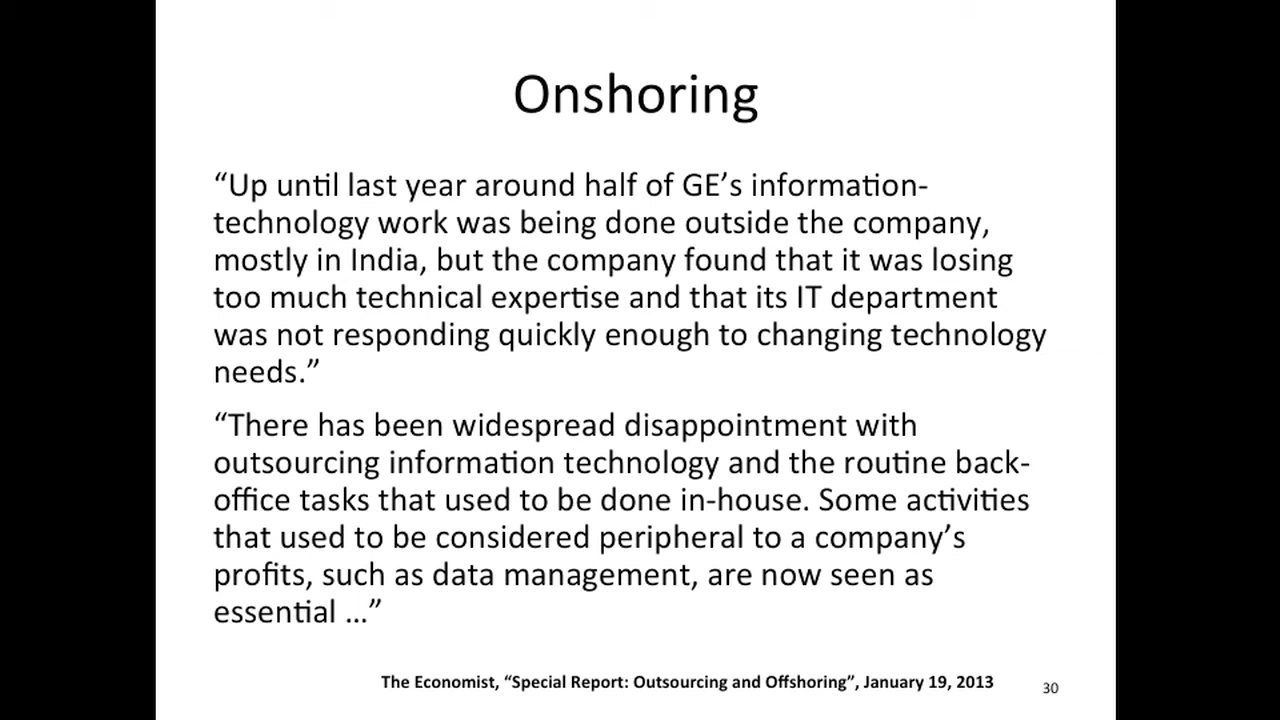 Onshoring
“Up until last year around half of GE’s information-
technology work was being done outside the company,
mostly in India, but the company found that it was losing
too much technical expertise and that its IT department
was not responding quickly enough to changing technology
needs.”
“There has been widespread disappointment with
outsourcing information technology and the routine back-
office tasks that used to be done in-house. Some activities
that used to be considered peripheral to a company’s
profits, such as data management, are now seen as
essential …”
The Economist, “Special Report: Outsourcing and Offshoring”, January 19, 2013
30